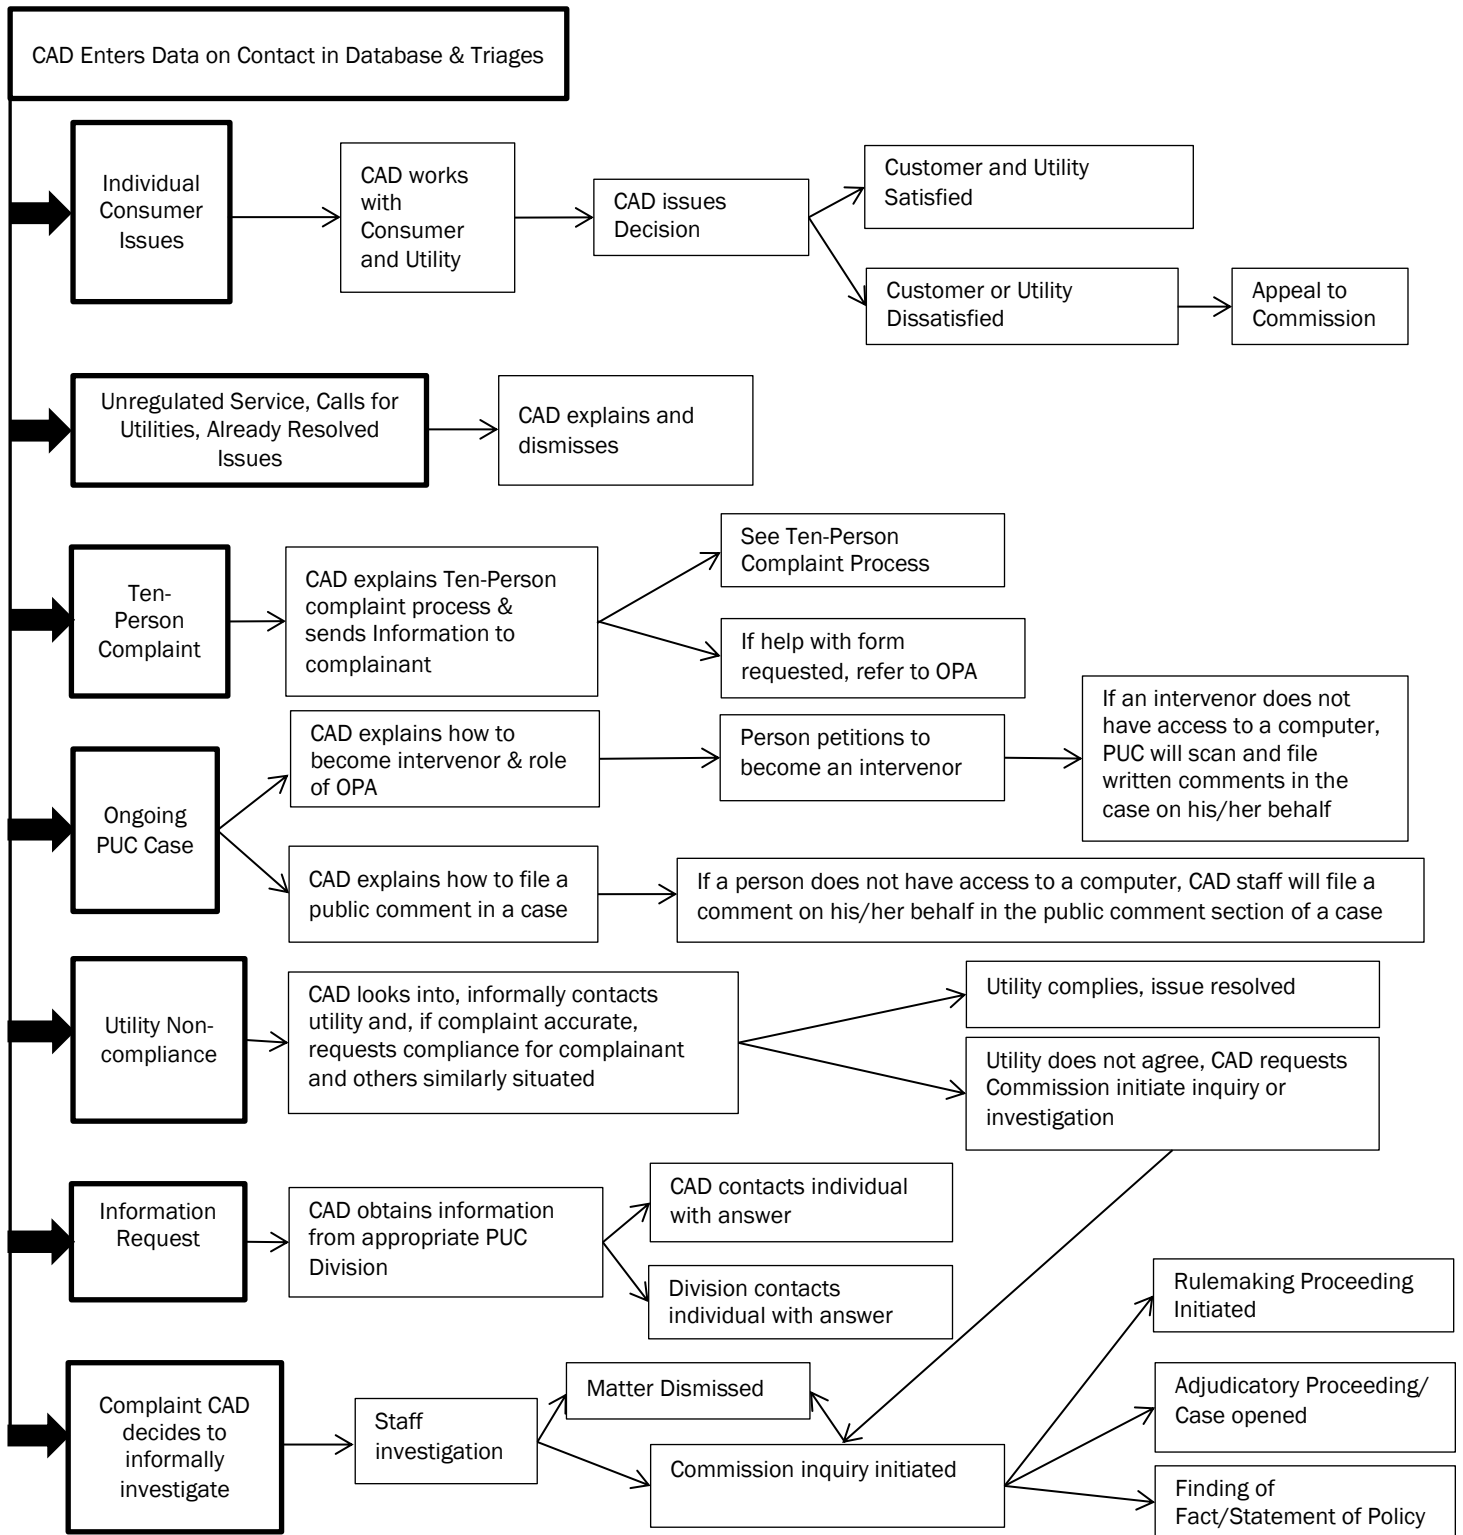 CAD Enters Data on Contact in Database & Triages
Individual
Consumer
Issues
CAD works
with
Consumer
and Utility
CAD issues
Decision
Customer and Utility
Satisfied
Customer or Utility
Dissatisfied
Appeal to
Commission
Unregulated Service, Calls for
Utilities, Already Resolved
Issues
CAD explains and
dismisses
Ten-
Person
Complaint
CAD explains Ten-Person
complaint process &
sends Information to
complainant
See Ten-Person
Complaint Process
If help with form
requested, refer to OPA
Ongoing
PUC Case
CAD explains how to
become intervenor & role
of OPA
Person petitions to
become an intervenor
If an intervenor does not
have access to a computer,
PUC will scan and file
written comments in the
case on his/her behalf
CAD explains how to file a
public comment in a case
If a person does not have access to a computer, CAD staff will file a
comment on his/her behalf in the public comment section of a case
Utility Non-
compliance
CAD looks into, informally contacts
utility and, if complaint accurate,
requests compliance for complainant
and others similarly situated
Utility complies, issue resolved
Utility does not agree, CAD requests
Commission initiate inquiry or
investigation
Information
Request
CAD obtains information
from appropriate PUC
Division
CAD contacts individual
with answer
Division contacts
individual with answer
Complaint CAD
decides to
informally
investigate
Staff
investigation
Matter Dismissed
Commission inquiry initiated
Rulemaking Proceeding
Initiated
Adjudicatory Proceeding/
Case opened
Finding of
Fact/Statement of Policy